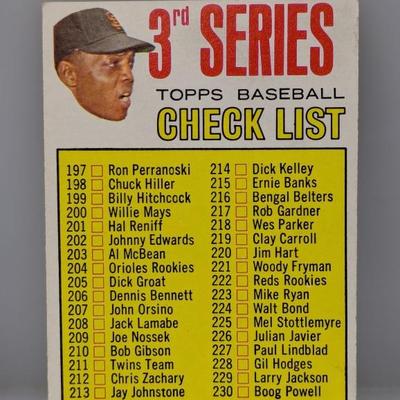 3rd SERIES
TOPPS BASEBALL
CHECK LIST
197 Ron Perranoski
198 Chuck Hiller
199 Billy Hitchcock
200 Willie Mays
201 Hal Reniff
202 Johnny Edwards
203 Al McBean
204 Orioles Rookies
205 Dick Groat
206 Dennis Bennett
207 John Orsino
208 Jack Lamabe
209 Joe Nossek
210 Bob Gibson
211 Twins Team
212 Chris Zachary
213 Jay Johnstone
214 Dick Kelley
215 Ernie Banks
216 Bengal Belters
217 Rob Gardner
218 Wes Parker
219 Clay Carroll
220 Jim Hart
221 Woody Fryman
222 Reds Rookies
223 Mike Ryan
224 Walt Bond
225 Mel Stottlemyre
226 Julian Javier
227 Paul Lindblad
228 Gil Hodges
229 Larry Jackson
230 Boog Powell